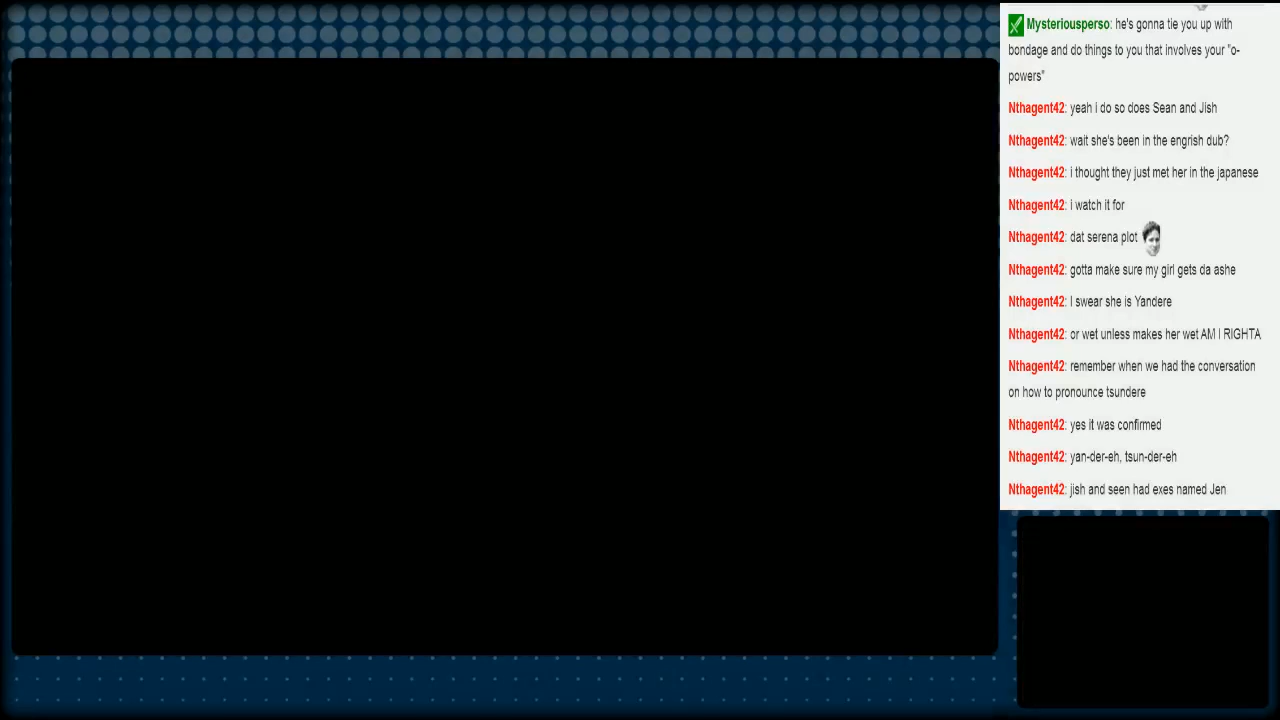 Mysteriousperso: he's gonna tie you up with
bondage and do things to you that involves your "o-
powers"
Nthagent42: yeah I do so does Sean and Jish
Nthagent42: wait she's been in the engrish dub?
Nthagent42: i thought they just met her in the japanese
Nthagent42: i watch it for
Nthagent42: dat serena plot
Nthagent42: gotta make sure my girl gets da ashe
Nthagent42: I swear she is Yandere
Nthagent42: or wet unless makes her wet AM I RIGHTA
Nthagent42: remember when we had the conversation
on how to pronounce tsundere
Nthagent42: yes it was confirmed
Nthagent42: yan-der-eh, tsun-der-eh
Nthagent42: jish and seen had exes named Jen